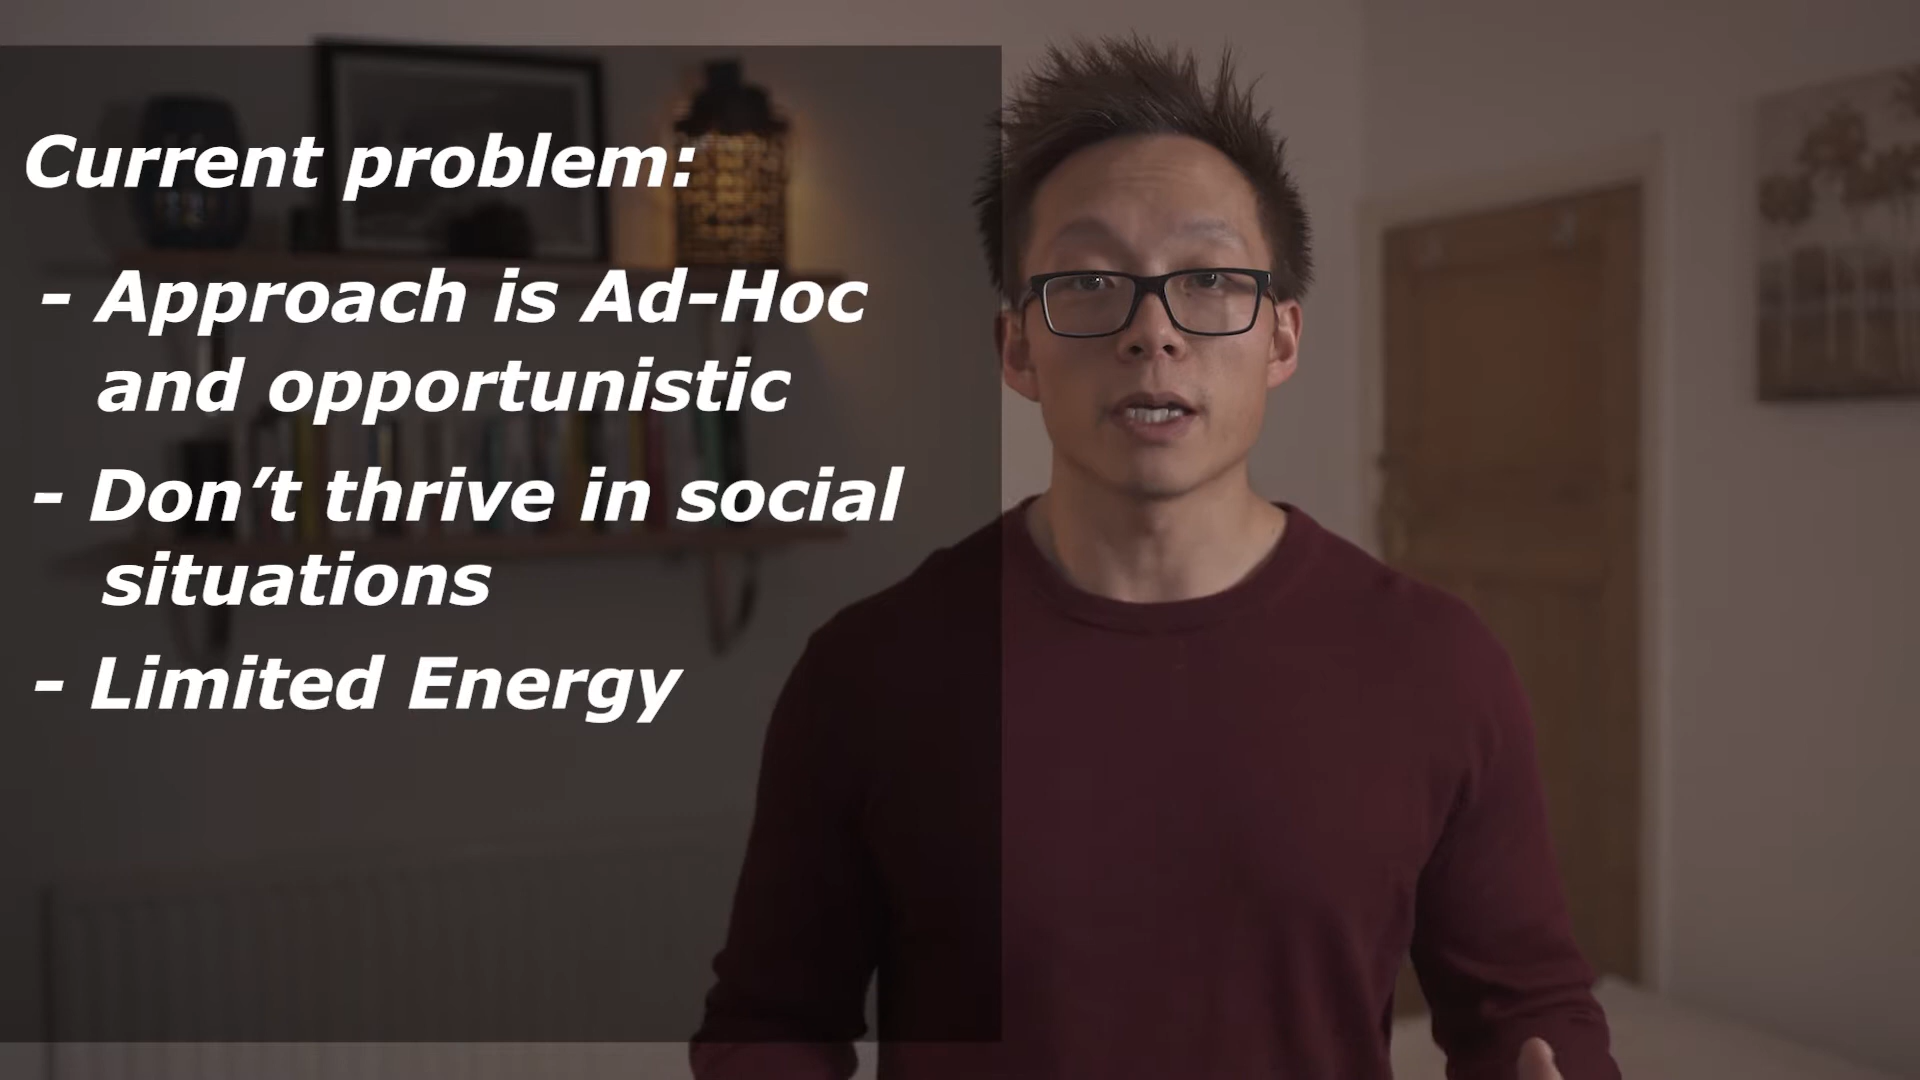 Current problem:
- Approach is Ad-Hoc
and opportunistic
- Don’t thrive in social
situations
- Limited Energy